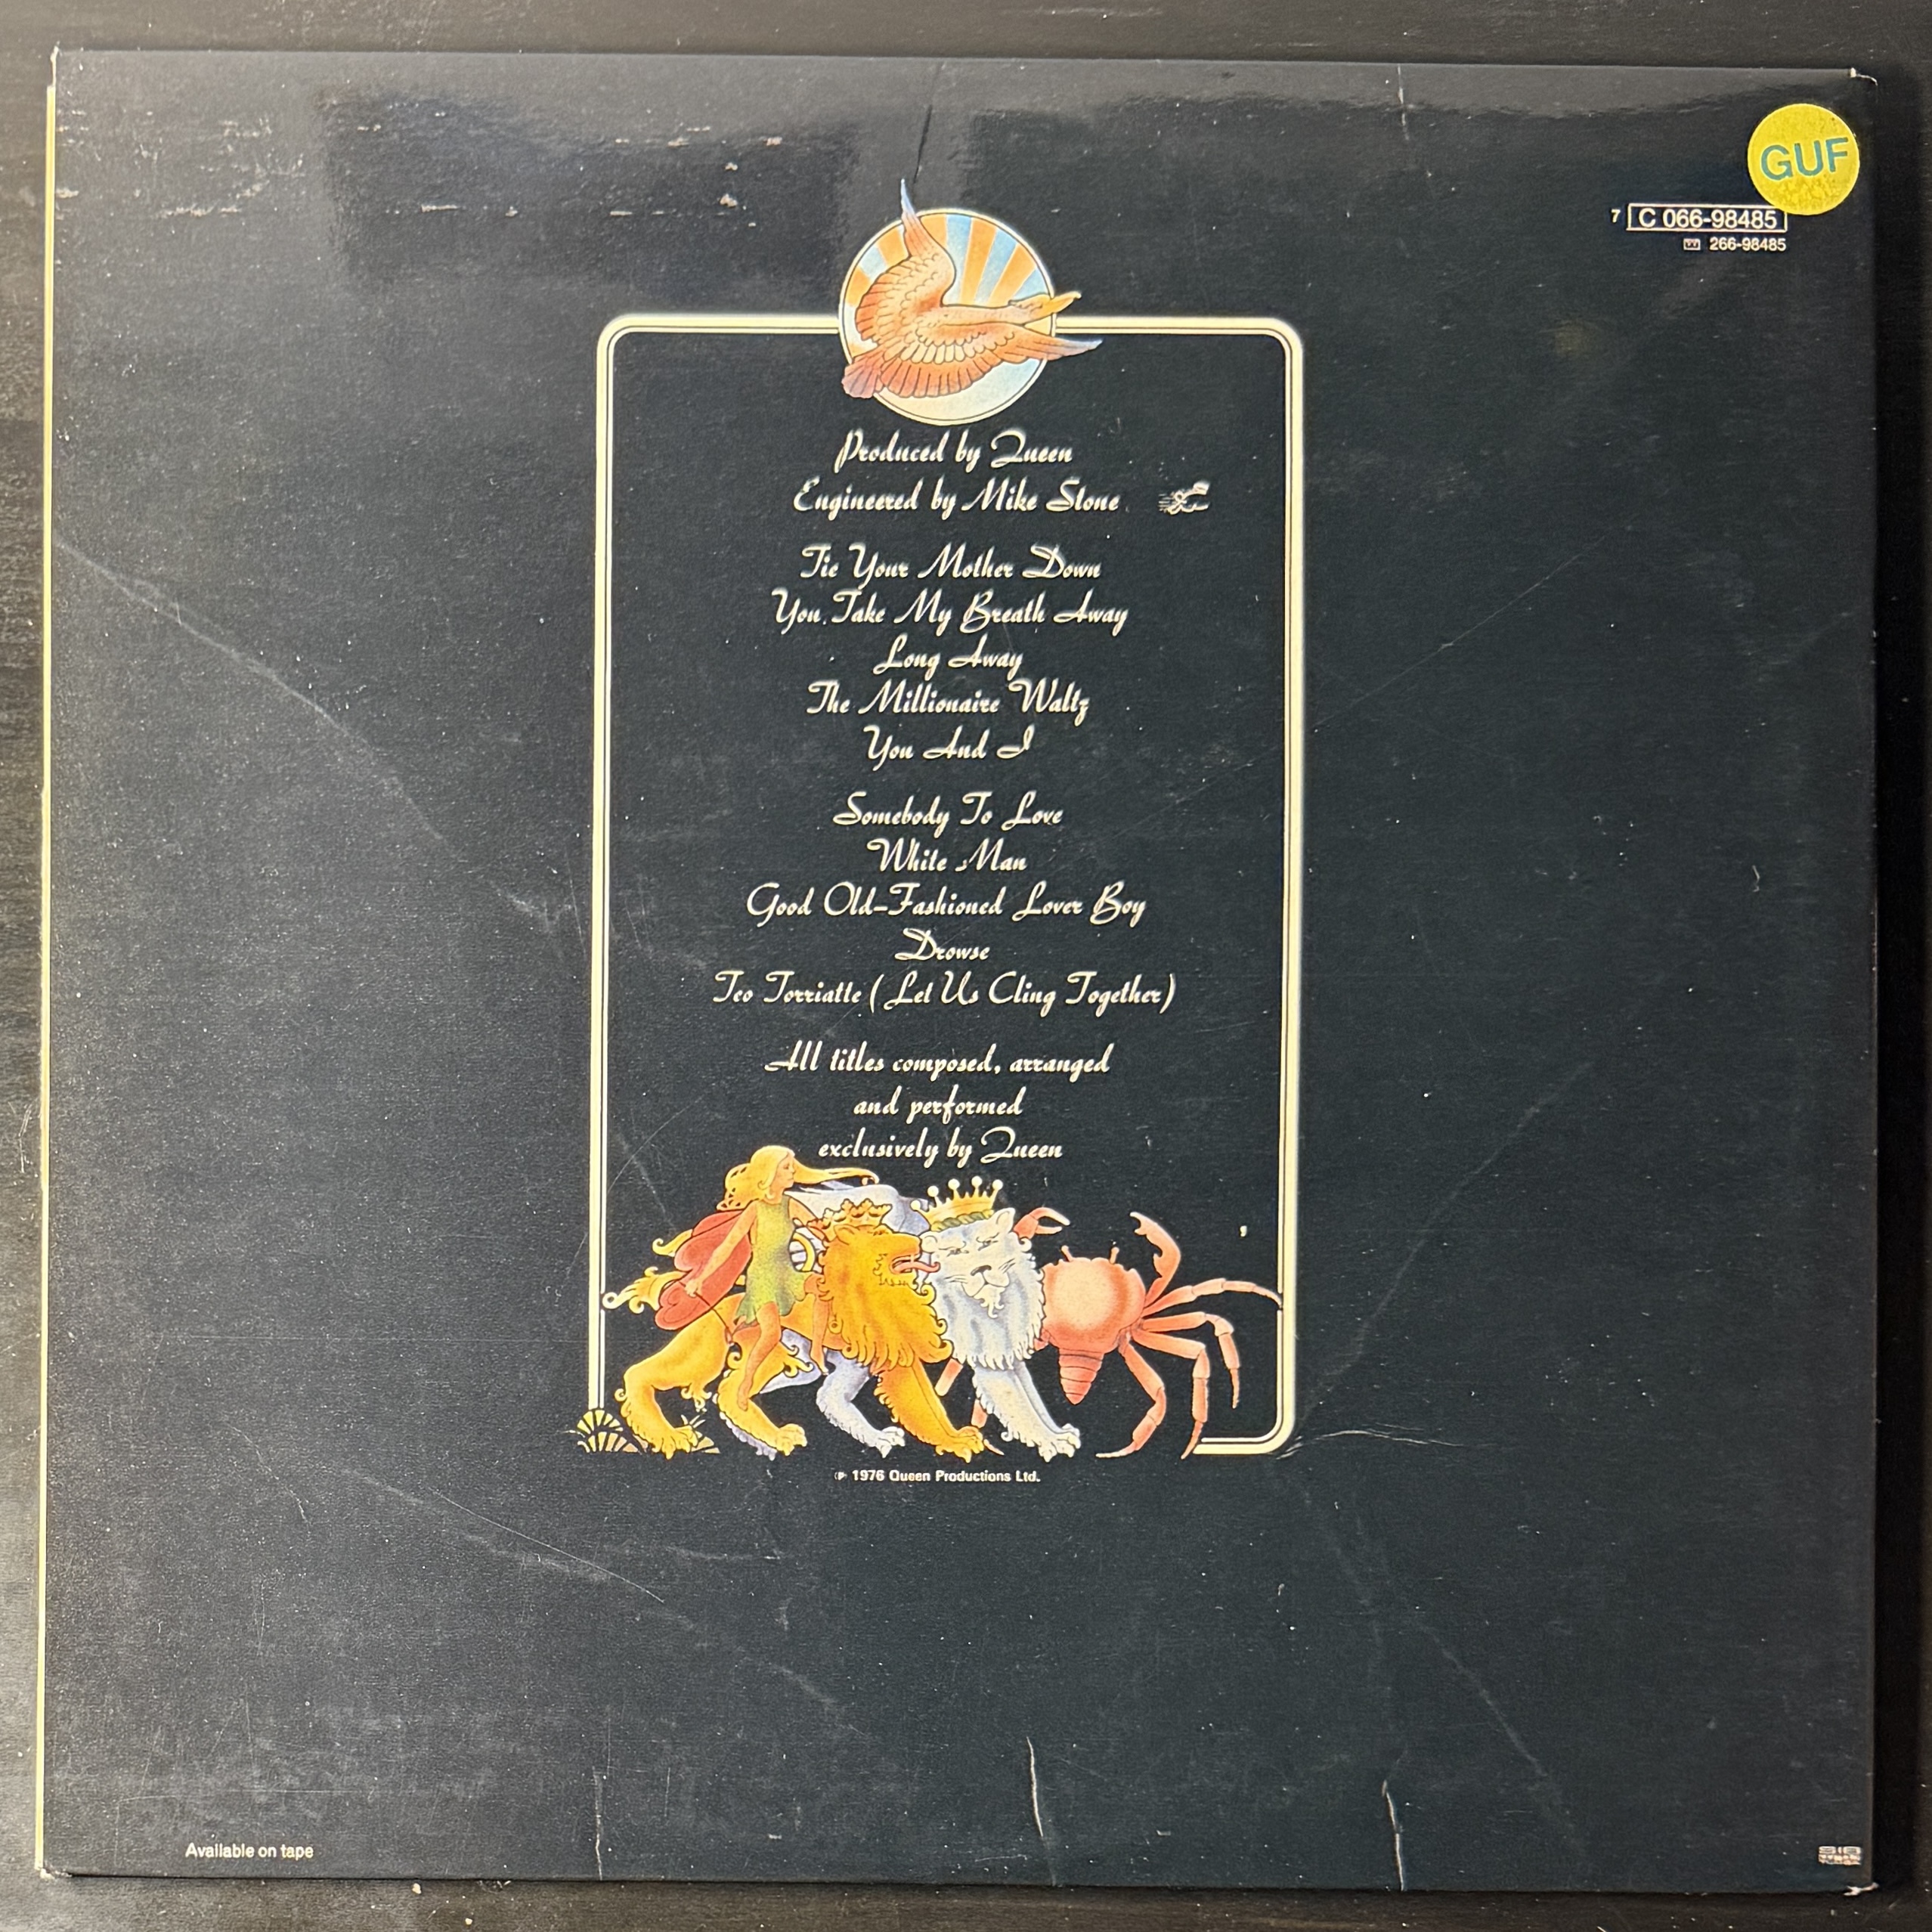 GUF
7 C 066-98485
266-98485
Produced by Queen
Engineered by Mike Stone
Tie Your Mother Down
You Take My Breath Away
Long Away
The Millionaire Waltz
You And I
Somebody To Love
White Man
Good Old-Fashioned Lover Boy
Drowse
Teo Torriatte (Let Us Cling Together)
All titles composed, arranged
and performed
exclusively by Queen
℗ 1976 Queen Productions Ltd.
Available on tape